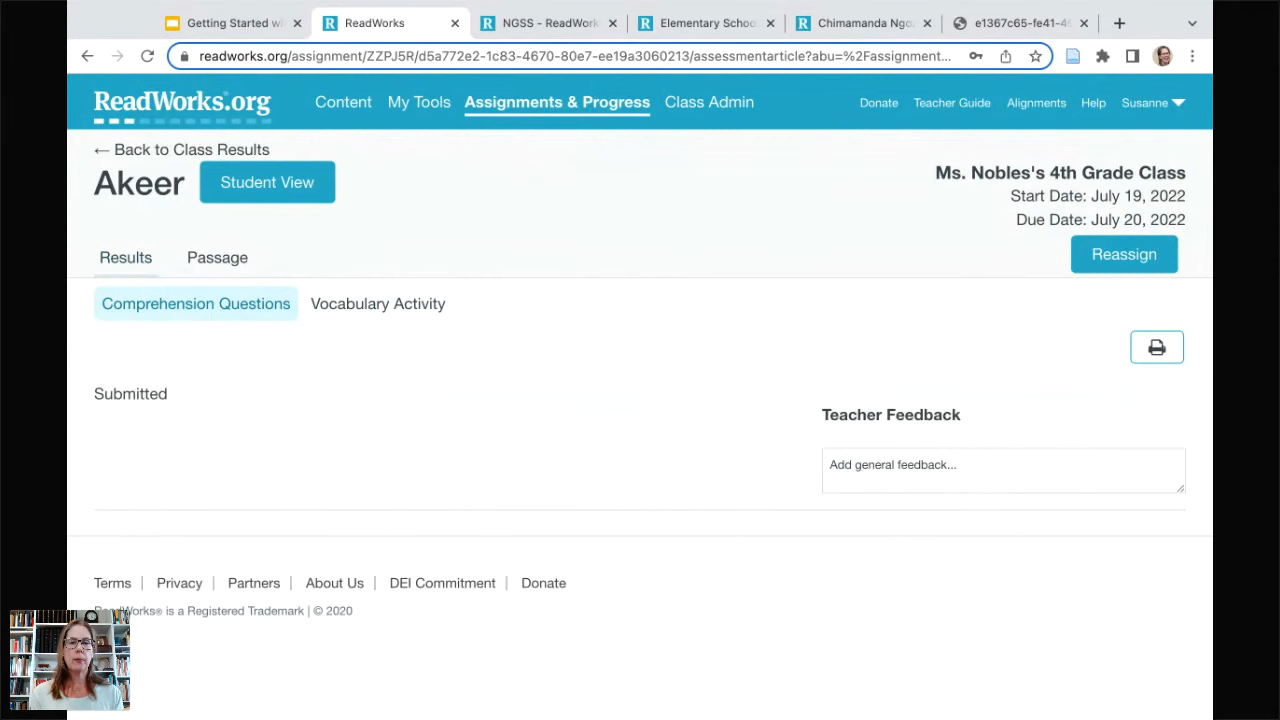 Getting Started wi
ReadWorks
NGSS - ReadWork
Elementary Schoo
Chimamanda Ngo
e1367c65-fe41-49
readworks.org/assignment/ZZPJ5R/d5a772e2-1c83-4670-80e7-ee19a3060213/assessmentarticle?abu=%2Fassignment...
ReadWorks.org
Content
My Tools
Assignments & Progress
Class Admin
Donate
Teacher Guide
Alignments
Help
Susanne
← Back to Class Results
Akeer
Student View
Ms. Nobles's 4th Grade Class
Start Date: July 19, 2022
Due Date: July 20, 2022
Reassign
Results
Passage
Comprehension Questions
Vocabulary Activity
Submitted
Teacher Feedback
Add general feedback...
Terms | Privacy | Partners | About Us | DEI Commitment | Donate
ReadWorks® is a Registered Trademark | © 2020